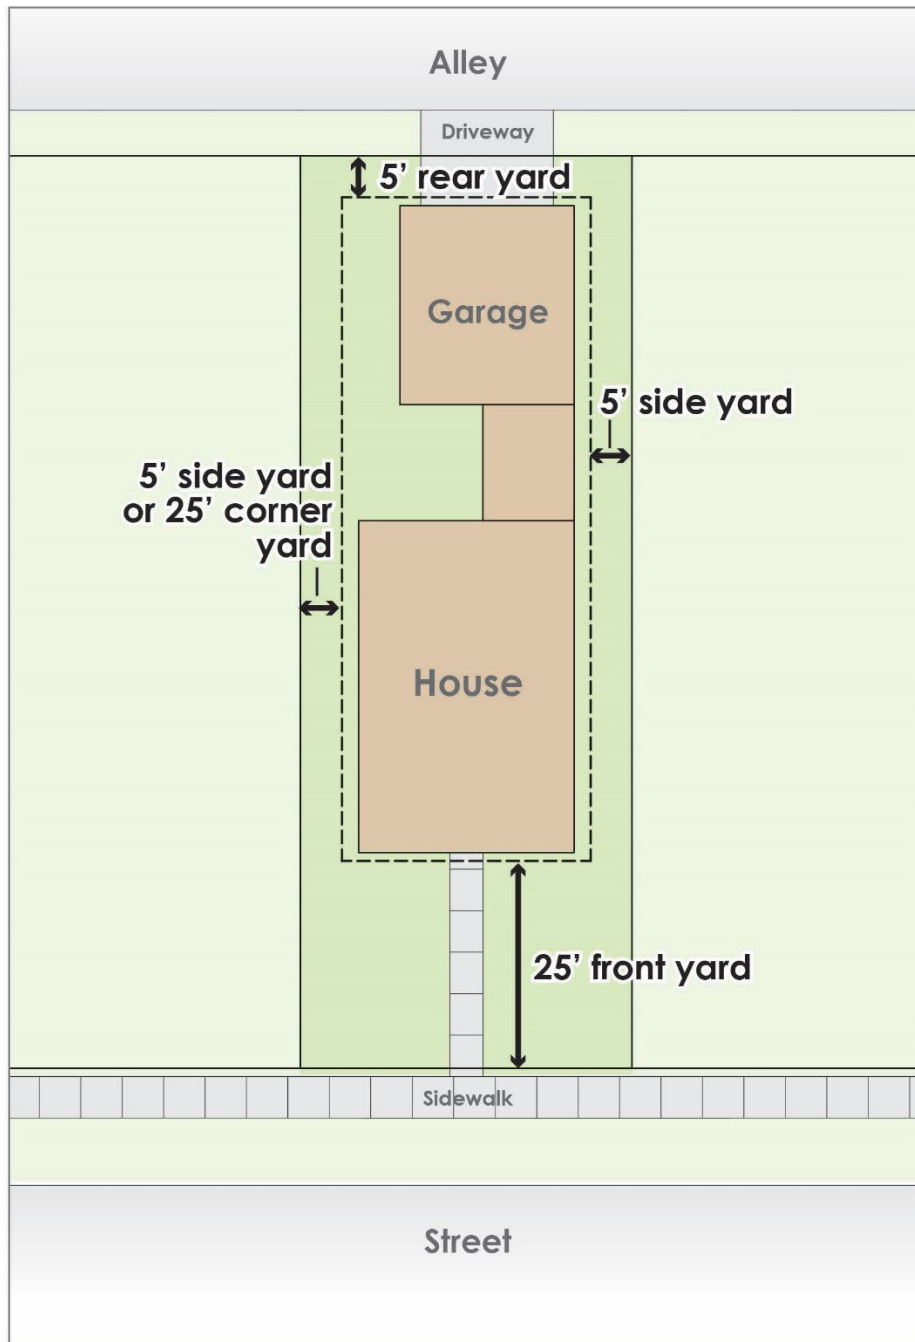 Alley
Driveway
5’ rear yard
Garage
5’ side yard
5’ side yard
or 25’ corner
yard
House
25’ front yard
Sidewalk
Street